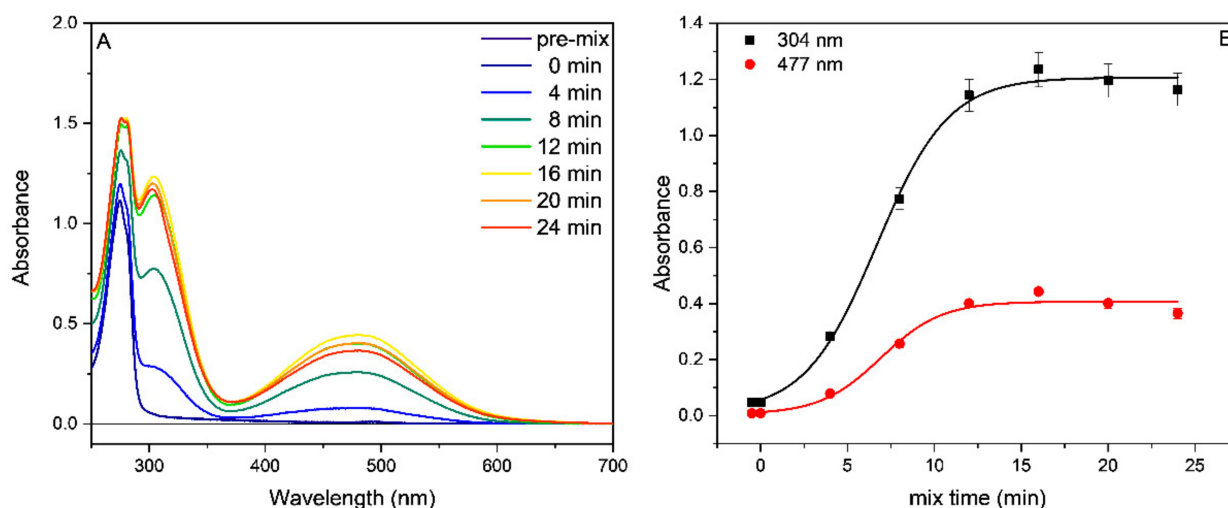 A
pre-mix
0 min
4 min
8 min
12 min
16 min
20 min
24 min
2.0
1.5
1.0
0.5
0.0
Absorbance
300
400
500
600
700
Wavelength (nm)
304 nm
477 nm
1.4
1.2
1.0
0.8
0.6
0.4
0.2
0.0
Absorbance
0
5
10
15
20
25
mix time (min)